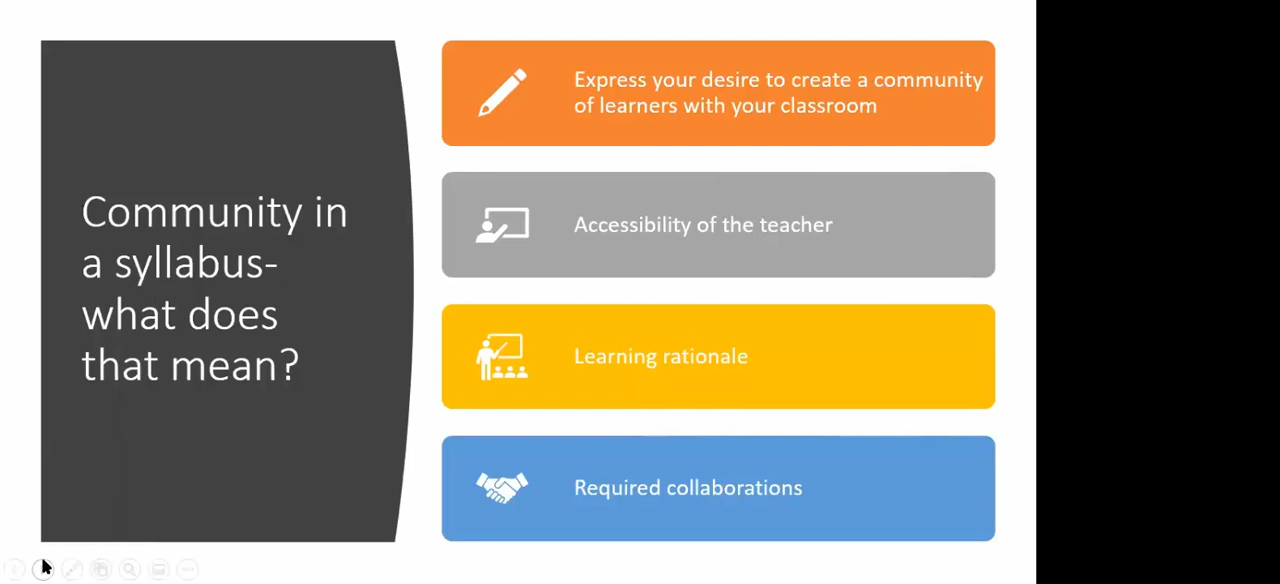 Community in
a syllabus-
what does
that mean?
Express your desire to create a community
of learners with your classroom
Accessibility of the teacher
Learning rationale
Required collaborations